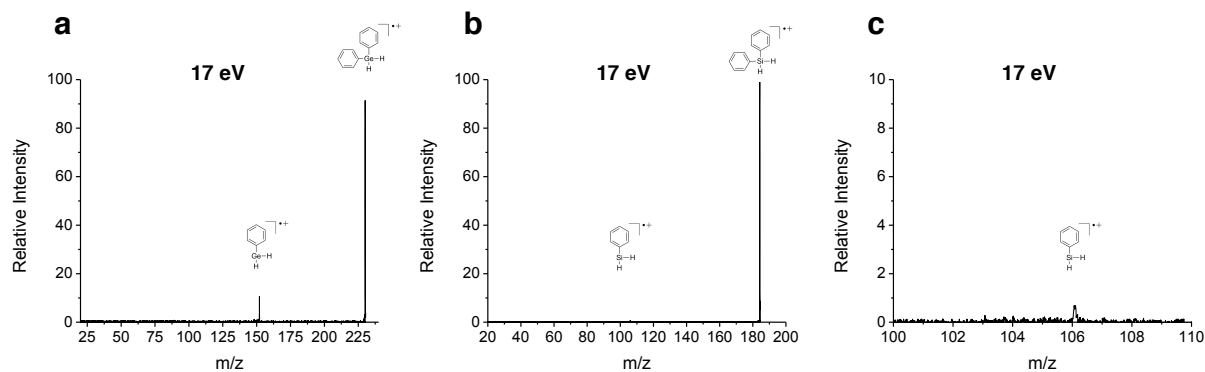 a
17 eV
Ge
H
H
•+
Ge
H
H
•+
Relative Intensity
100
80
60
40
20
0
25 50 75 100 125 150 175 200 225
m/z
b
17 eV
Si
H
H
•+
Si
H
H
•+
Relative Intensity
100
80
60
40
20
0
20 40 60 80 100 120 140 160 180 200
m/z
c
17 eV
Si
H
H
•+
Relative Intensity
10
8
6
4
2
0
100 102 104 106 108 110
m/z